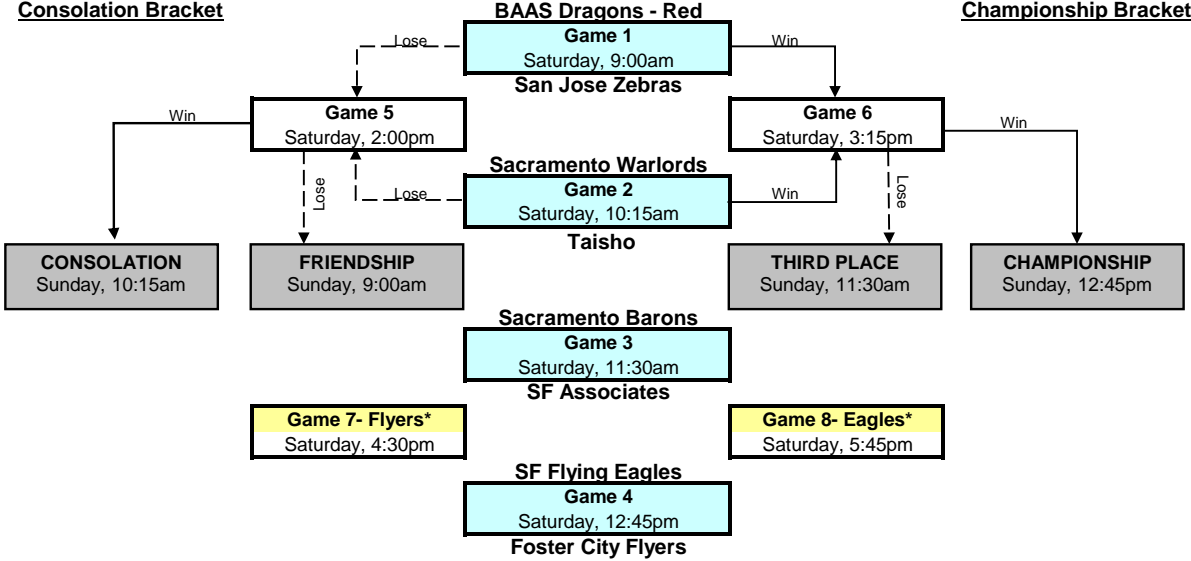 Consolation Bracket
BAAS Dragons - Red
Championship Bracket
Game 1
Saturday, 9:00am
Lose
Win
San Jose Zebras
Game 5
Saturday, 2:00pm
Game 6
Saturday, 3:15pm
Win
Win
Sacramento Warlords
Game 2
Saturday, 10:15am
Lose
Lose
Win
Lose
Taisho
CONSOLATION
Sunday, 10:15am
FRIENDSHIP
Sunday, 9:00am
THIRD PLACE
Sunday, 11:30am
CHAMPIONSHIP
Sunday, 12:45pm
Sacramento Barons
Game 3
Saturday, 11:30am
SF Associates
Game 7- Flyers*
Saturday, 4:30pm
Game 8- Eagles*
Saturday, 5:45pm
SF Flying Eagles
Game 4
Saturday, 12:45pm
Foster City Flyers